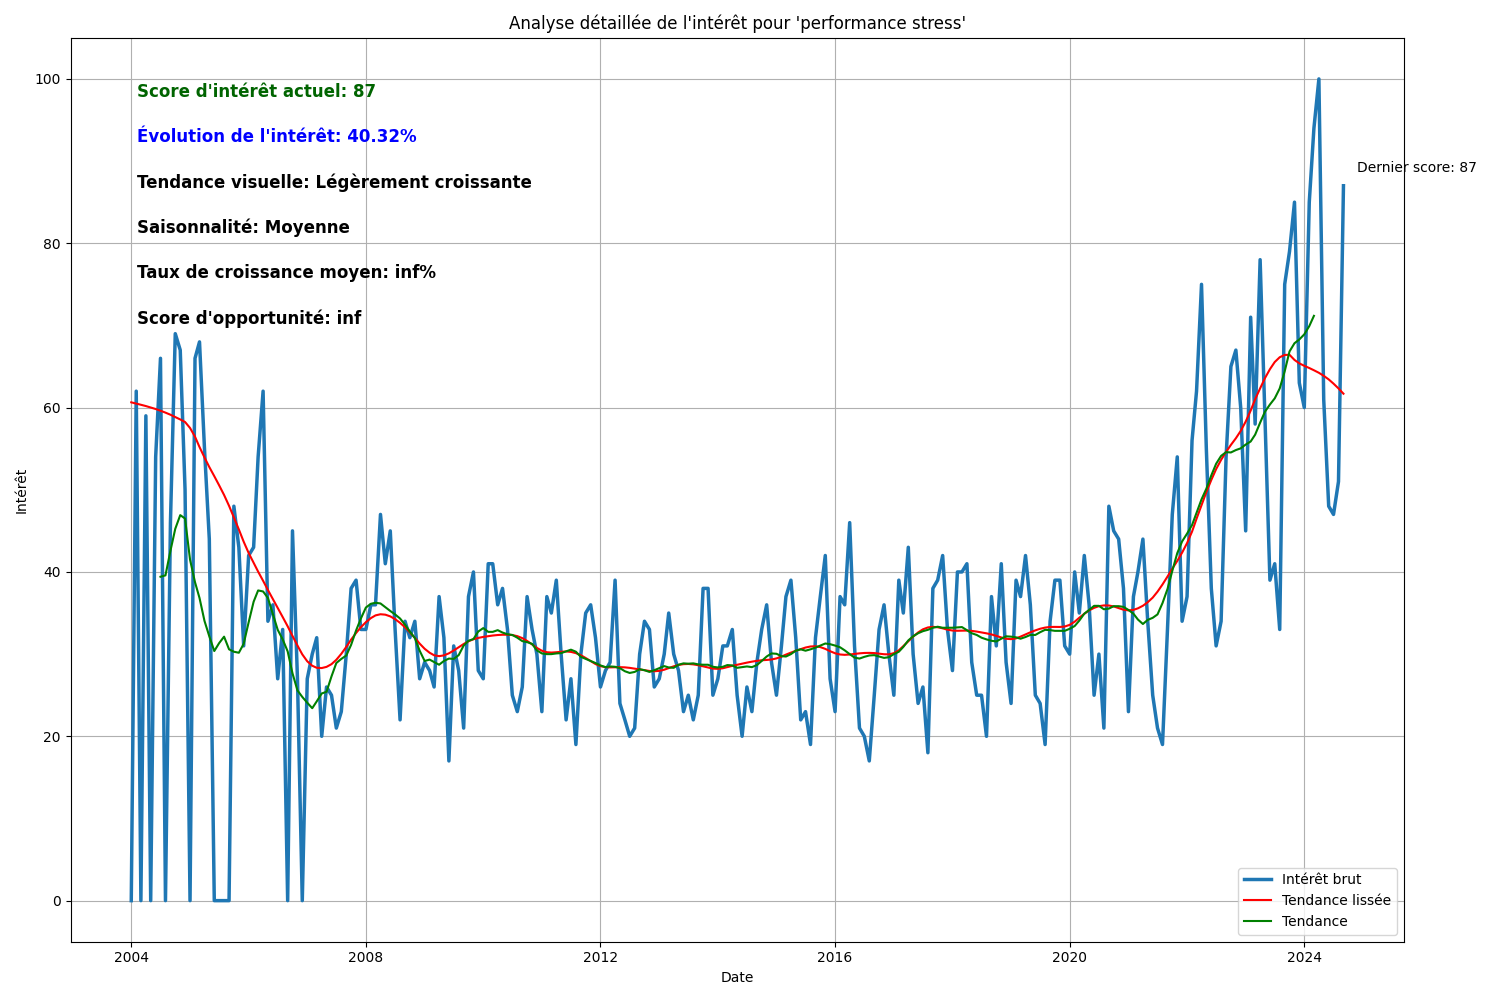 Analyse détaillée de l'intérêt pour 'performance stress'
Score d'intérêt actuel: 87
Évolution de l'intérêt: 40.32%
Tendance visuelle: Légèrement croissante
Saisonnalité: Moyenne
Taux de croissance moyen: inf%
Score d'opportunité: inf
Dernier score: 87
100
80
60
40
20
0
Intérêt
Intérêt brut
Tendance lissée
Tendance
2004
2008
2012
2016
2020
2024
Date